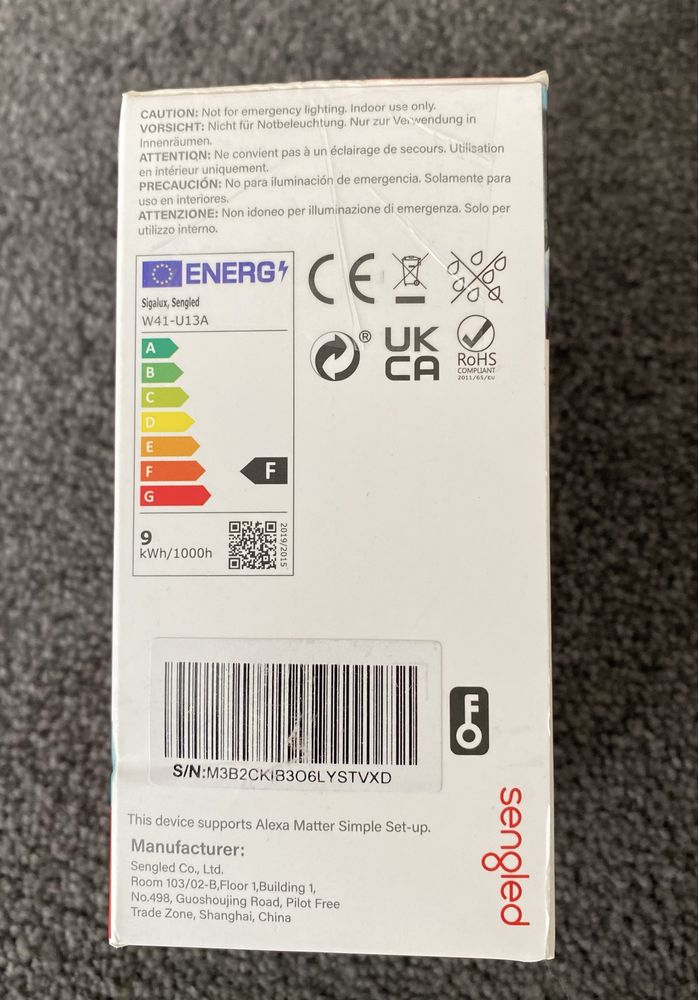 CAUTION: Not for emergency lighting. Indoor use only.
VORSICHT: Nicht für Notbeleuchtung. Nur zur Verwendung in
Innenräumen.
ATTENTION: Ne convient pas à un éclairage de secours. Utilisation
en intérieur uniquement.
PRECAUCIÓN: No para iluminación de emergencia. Solamente para
uso en interiores.
ATTENZIONE: Non idoneo per illuminazione di emergenza. Solo per
utilizzo interno.
ENERG
Sigalux, Sengled
W41-U13A
A
B
C
D
E
F
G
F
9
kWh/1000h
2019/2015
CE
®
UK
CA
RoHS
COMPLIANT
2011/65/EU
F
S/N:M3B2CKIB3O6LYSTVXD
This device supports Alexa Matter Simple Set-up.
Manufacturer:
Sengled Co., Ltd.
Room 103/02-B,Floor 1,Building 1,
No.498, Guoshoujing Road, Pilot Free
Trade Zone, Shanghai, China
sengled